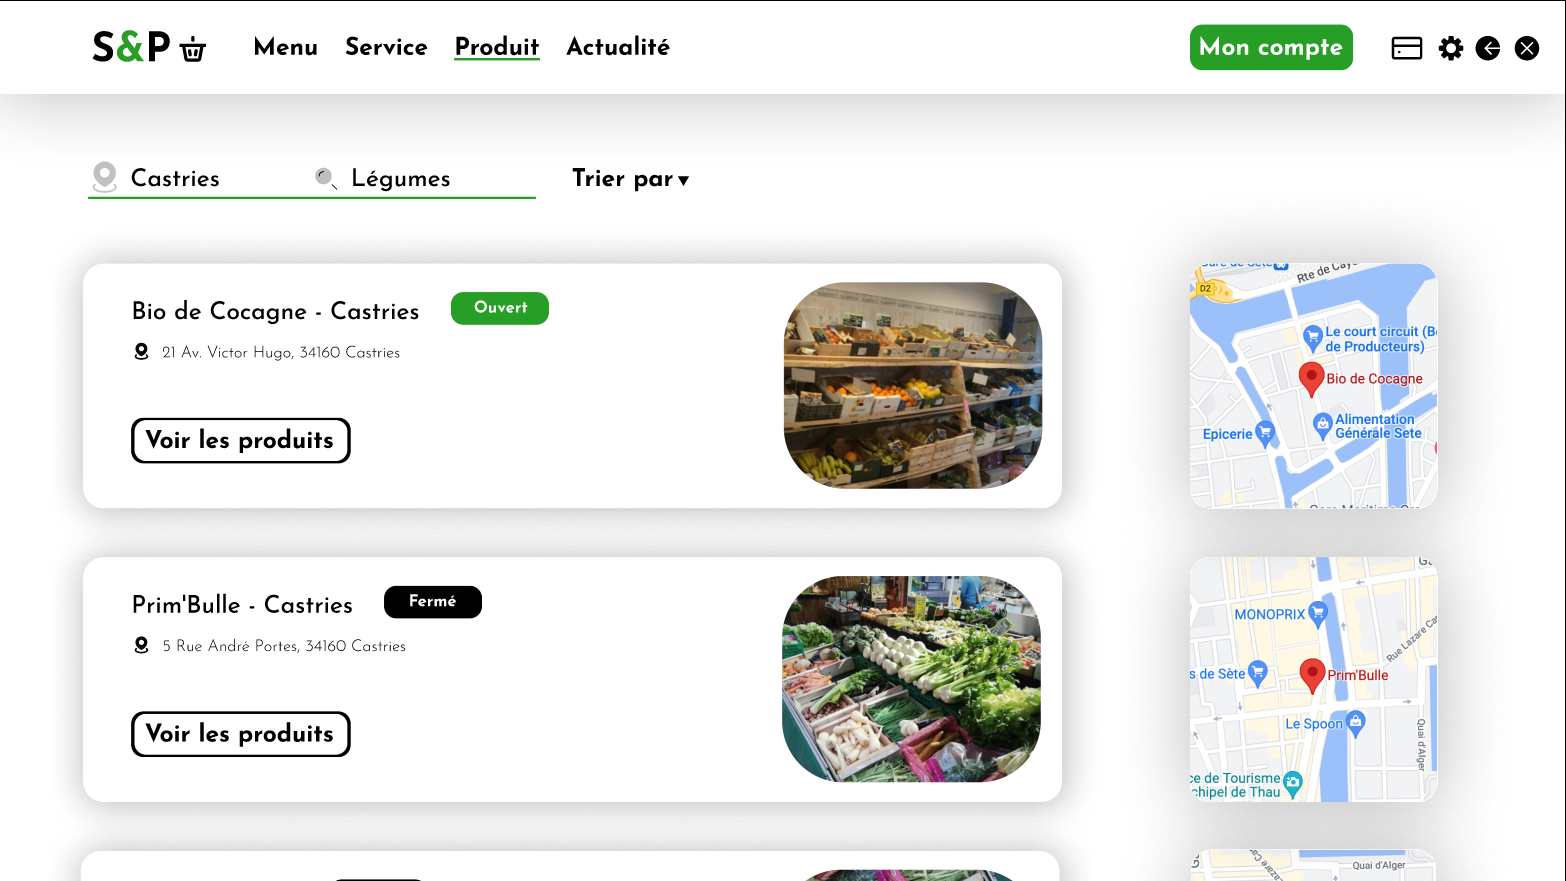 S&P
Menu
Service
Produit
Actualité
Mon compte
Castries
Légumes
Trier par
Bio de Cocagne - Castries
Ouvert
21 Av. Victor Hugo, 34160 Castries
Voir les produits
D2
Rte de Cay
Le court circuit (B
de Producteurs)
Bio de Cocagne
Alimentation
Générale Sete
Epicerie
Prim'Bulle - Castries
Fermé
5 Rue André Portes, 34160 Castries
Voir les produits
MONOPRIX
Rue Lazare Ca
s de Sète
Prim'Bulle
Le Spoon
Quai d'Alger
ce de Tourisme
chipel de Thau
Quai d'Alger